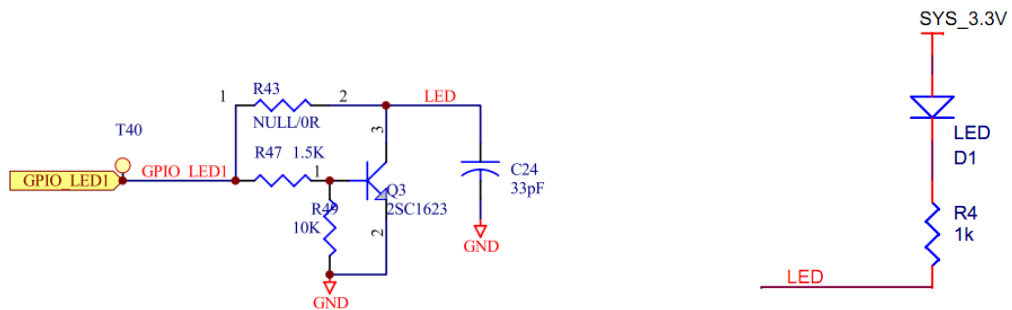 SYS_3.3V
R43
1
2
LED
NULL/0R
T40
3
R47 1.5K
GPIO_LED1
GPIO_LED1
1
C24
33pF
Q3
2SC1623
R49
10K
2
GND
GND
LED
D1
R4
1k
LED